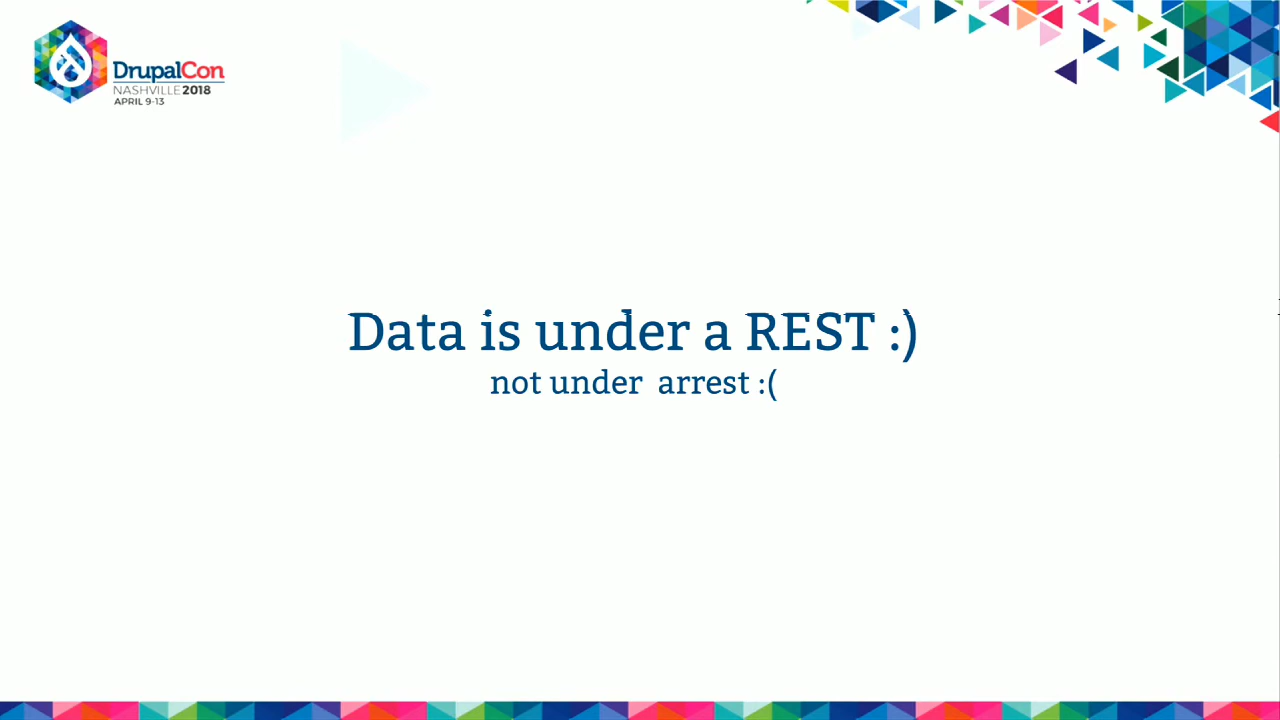 DrupalCon
NASHVILLE 2018
APRIL 9-13
Data is under a REST :)
not under arrest :(